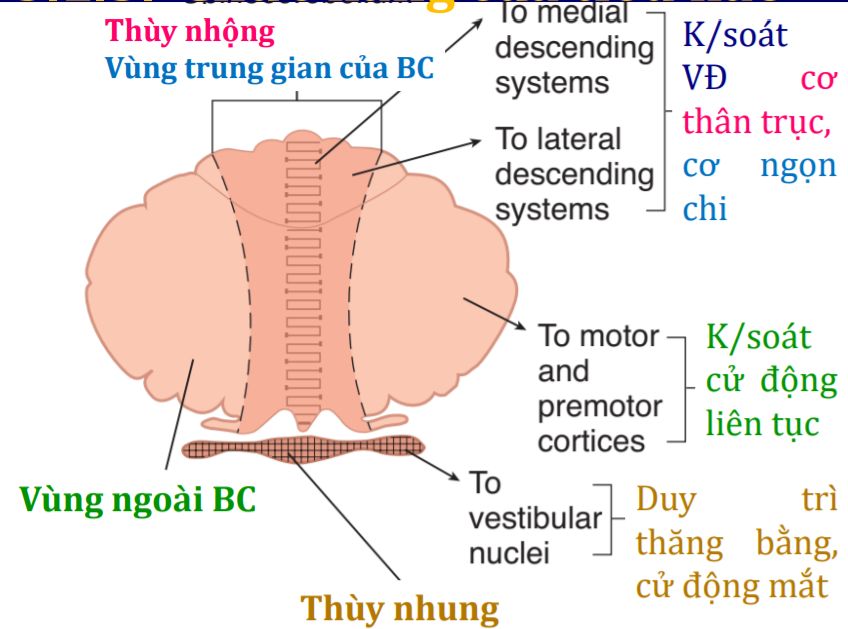 Thùy nhộng
Vùng trung gian của BC
To medial
descending
systems
K/soát
VĐ cơ
thân trục,
cơ ngọn
chi
To lateral
descending
systems
To motor
and
premotor
cortices
K/soát
cử động
liên tục
Vùng ngoài BC
To
vestibular
nuclei
Duy trì
thăng bằng,
cử động mắt
Thùy nhung